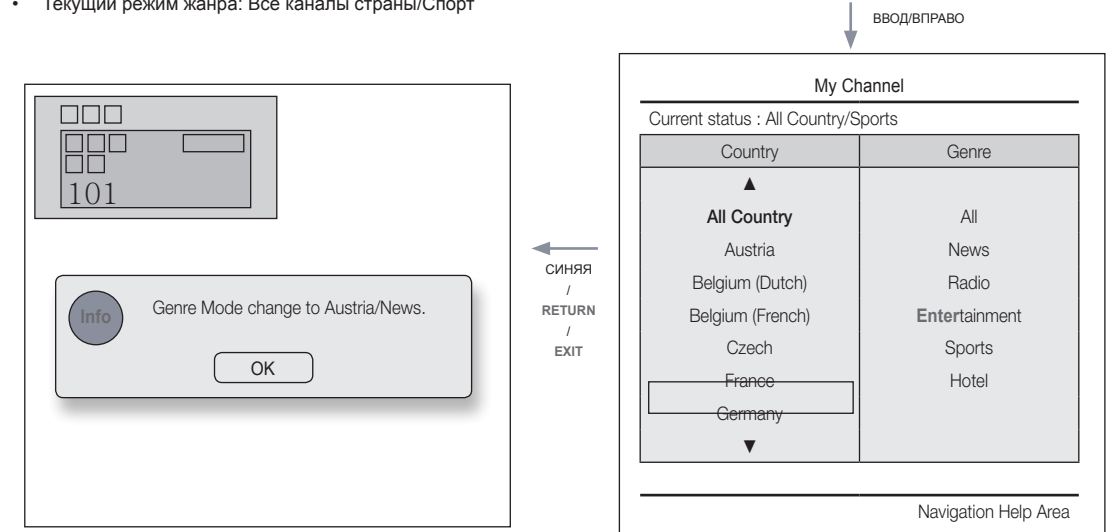 • Текущий режим жанра: Все каналы страны/Спорт
ВВОД/ВПРАВО
101
Info
Genre Mode change to Austria/News.
OK
СИНЯЯ
/
RETURN
/
EXIT
My Channel
Current status : All Country/Sports
Country Genre
▲
All Country All
Austria News
Belgium (Dutch) Radio
Belgium (French) Entertainment
Czech Sports
France Hotel
Germany
▼
Navigation Help Area